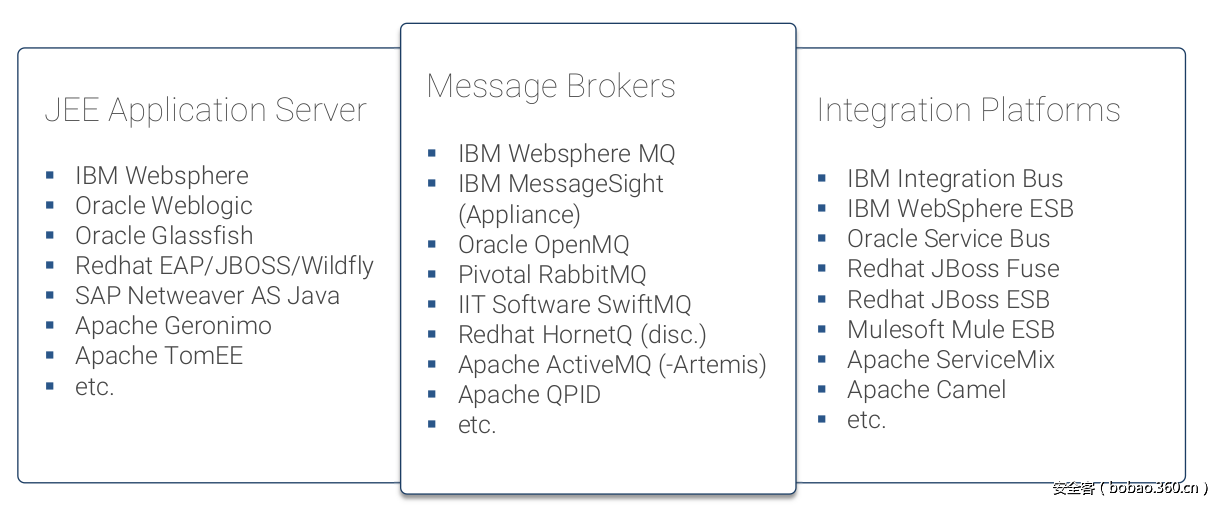 JEE Application Server
IBM Websphere
Oracle Weblogic
Oracle Glassfish
Redhat EAP/JBOSS/Wildfly
SAP Netweaver AS Java
Apache Geronimo
Apache TomEE
etc.
Message Brokers
IBM Websphere MQ
IBM MessageSight
(Appliance)
Oracle OpenMQ
Pivotal RabbitMQ
IIT Software SwiftMQ
Redhat HornetQ (disc.)
Apache ActiveMQ (-Artemis)
Apache QPID
etc.
Integration Platforms
IBM Integration Bus
IBM WebSphere ESB
Oracle Service Bus
Redhat JBoss Fuse
Redhat JBoss ESB
Mulesoft Mule ESB
Apache ServiceMix
Apache Camel
etc.
安全客 ( bobao.360.cn )